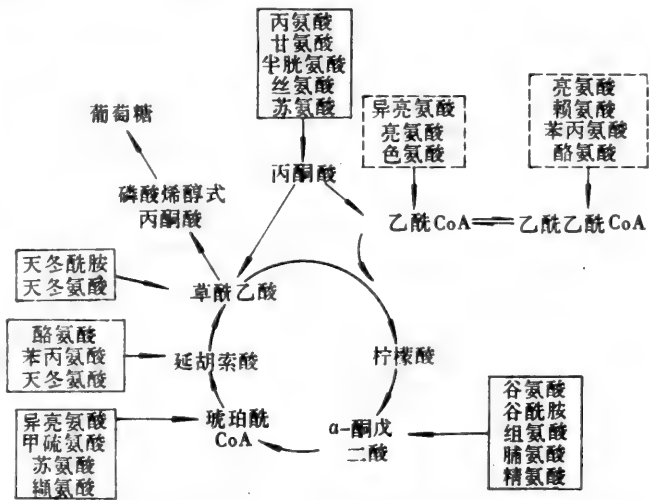 丙氨酸
甘氨酸
半胱氨酸
丝氨酸
苏氨酸
异亮氨酸
亮氨酸
色氨酸
亮氨酸
赖氨酸
苯丙氨酸
酪氨酸
葡萄糖
丙酮酸
磷酸烯醇式
丙酮酸
乙酰CoA
乙酰乙酰CoA
天冬酰胺
天冬氨酸
草酰乙酸
酪氨酸
苯丙氨酸
天冬氨酸
延胡索酸
柠檬酸
异亮氨酸
甲硫氨酸
苏氨酸
缬氨酸
琥珀酰
CoA
α-酮戊
二酸
谷氨酸
谷酰胺
组氨酸
脯氨酸
精氨酸